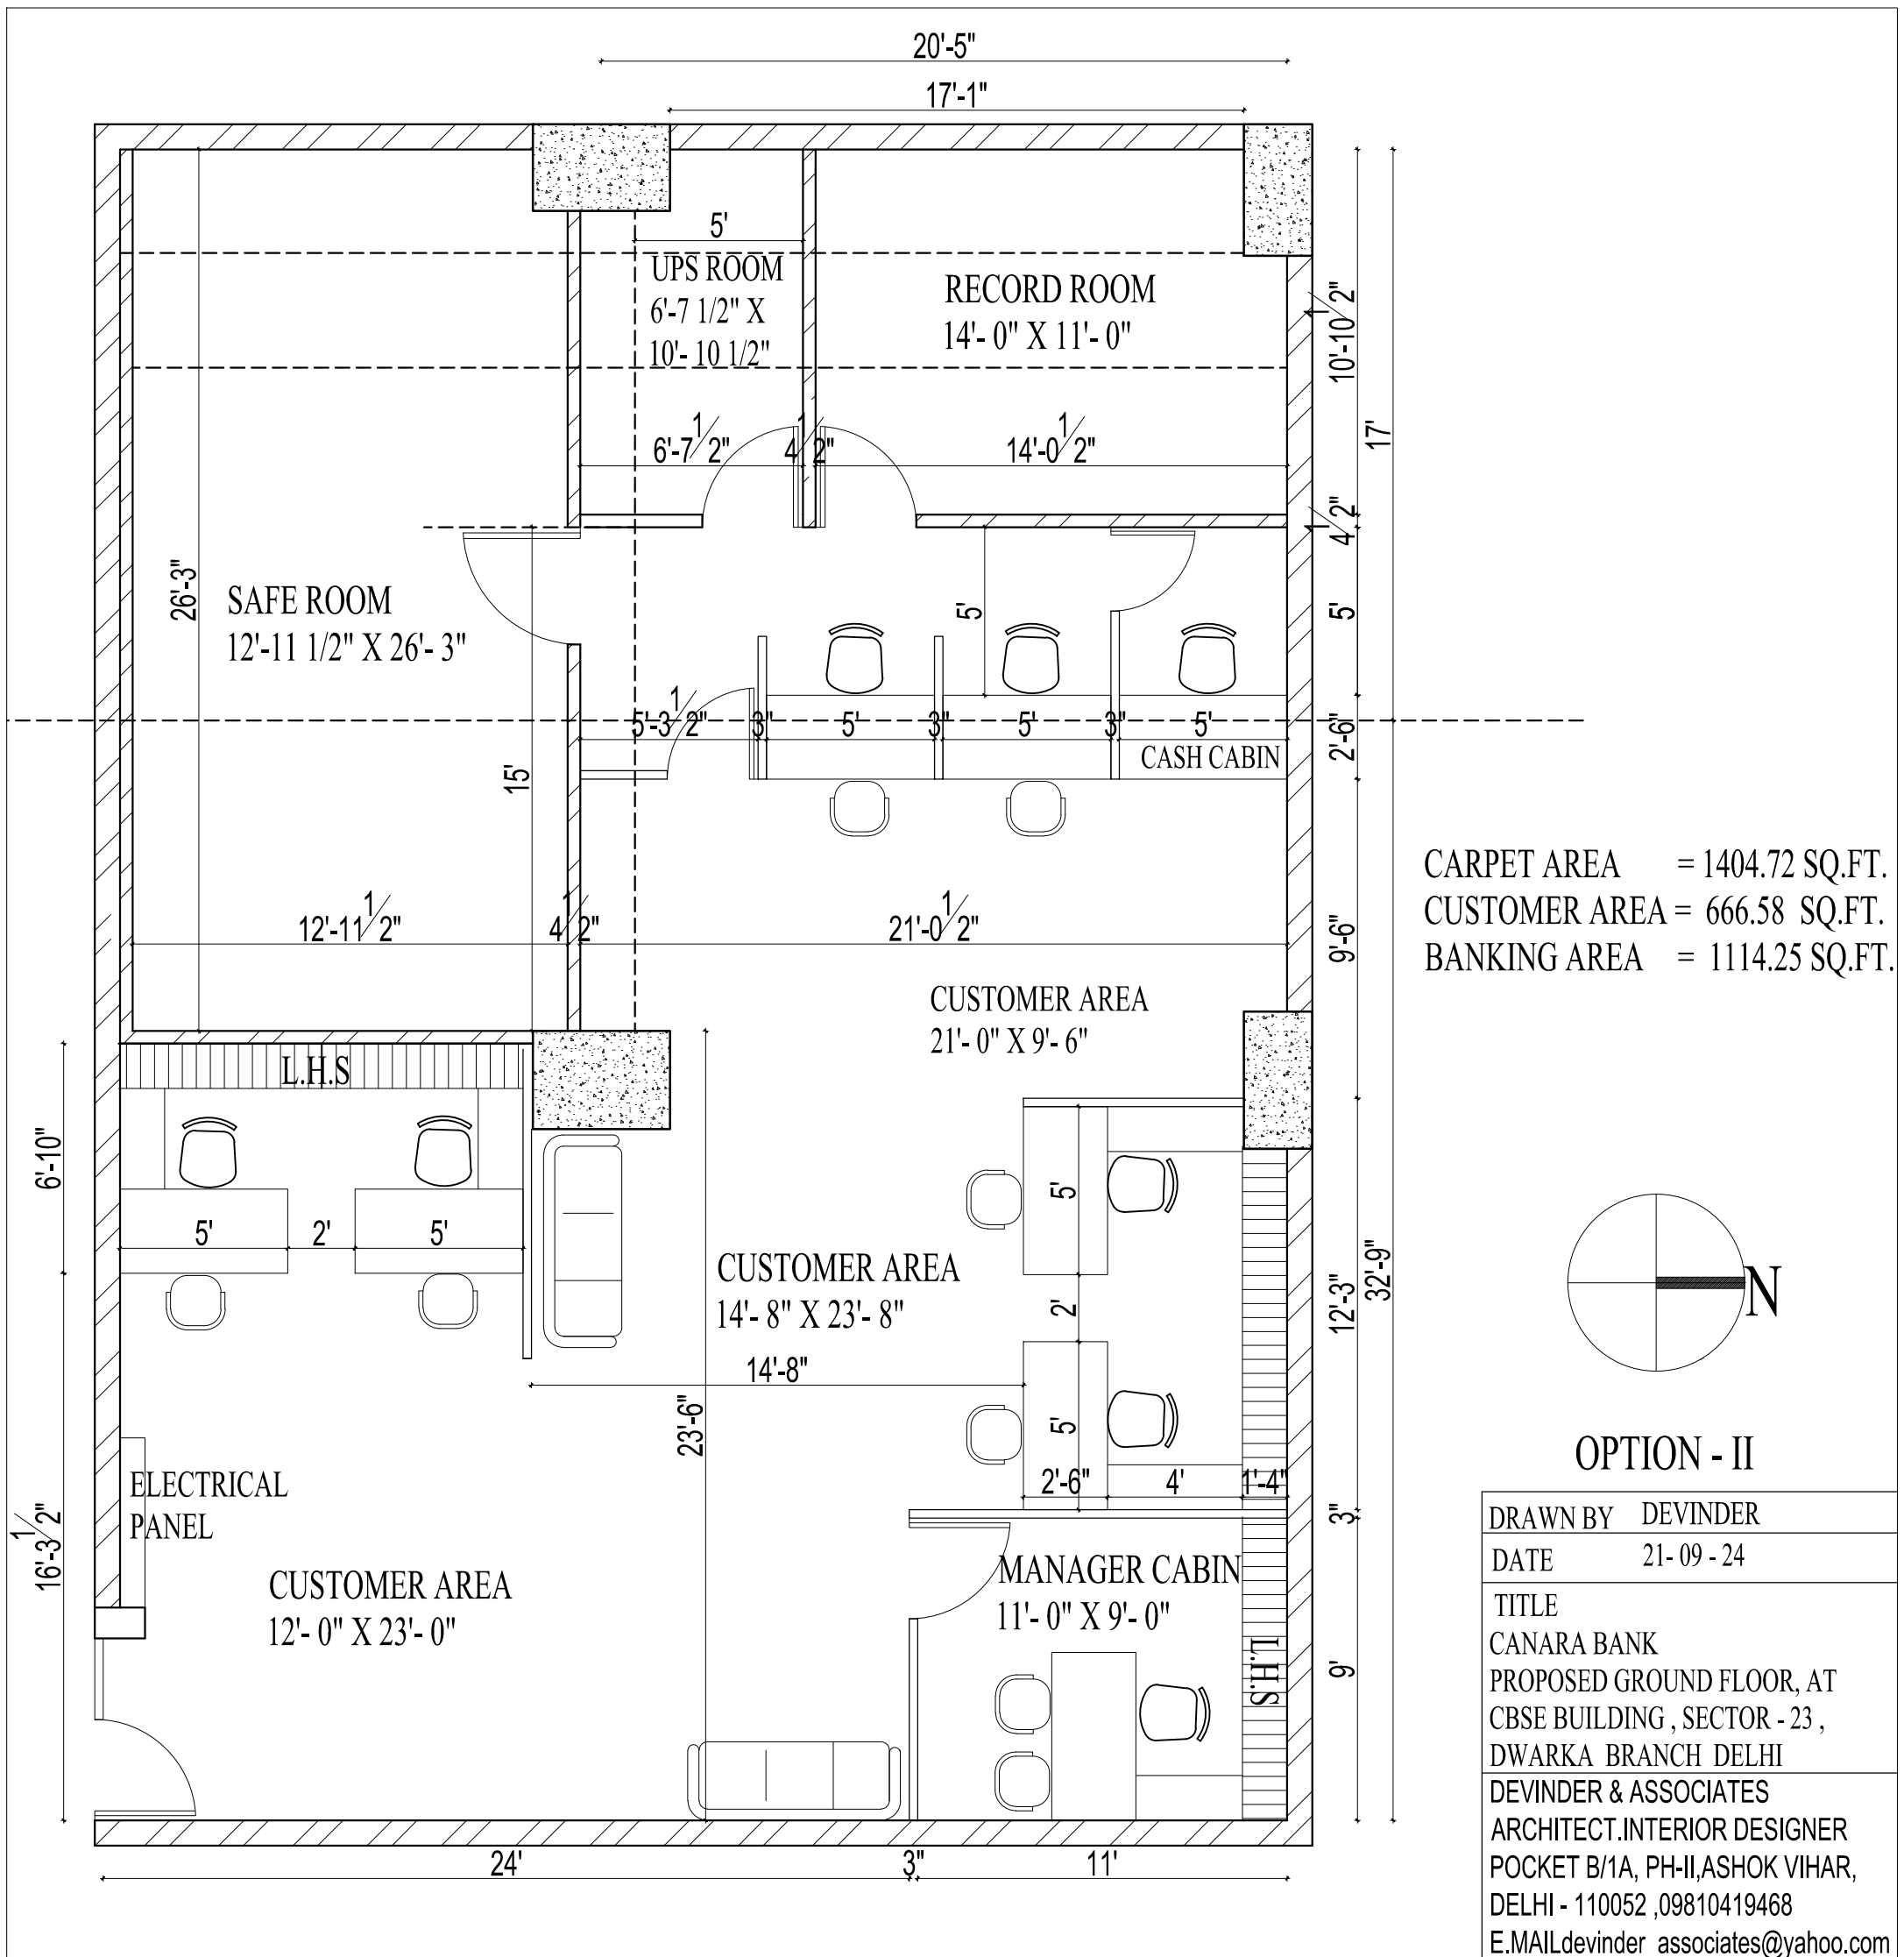 20'-5"
17'-1"
5'
UPS ROOM
6'-7 1/2" X
10'- 10 1/2"
RECORD ROOM
14'- 0" X 11'- 0"
10'-10 1/2"
17'
6'-7 1/2"
4 1/2"
14'-0 1/2"
4 1/2"
26'-3"
SAFE ROOM
12'-11 1/2" X 26'- 3"
5'
5'
5'-3 1/2"
3"
5'
3"
5'
3"
5'
2'-6"
CASH CABIN
15'
CARPET AREA = 1404.72 SQ.FT.
CUSTOMER AREA = 666.58 SQ.FT.
BANKING AREA = 1114.25 SQ.FT.
12'-11 1/2"
4 1/2"
21'-0 1/2"
9'-6"
CUSTOMER AREA
21'- 0" X 9'- 6"
L.H.S
6'-10"
5'
2'
5'
5'
CUSTOMER AREA
14'- 8" X 23'- 8"
2'
12'-3"
32'-9"
N
14'-8"
23'-6"
5'
2'-6"
4'
1'-4"
OPTION - II
ELECTRICAL
PANEL
16'-3 1/2"
3"
CUSTOMER AREA
12'- 0" X 23'- 0"
MANAGER CABIN
11'- 0" X 9'- 0"
L.H.S
9'
24'
3"
11'
DRAWN BY DEVINDER
DATE 21- 09 - 24
TITLE
CANARA BANK
PROPOSED GROUND FLOOR, AT
CBSE BUILDING , SECTOR - 23 ,
DWARKA BRANCH DELHI
DEVINDER & ASSOCIATES
ARCHITECT.INTERIOR DESIGNER
POCKET B/1A, PH-II,ASHOK VIHAR,
DELHI - 110052 ,09810419468
E.MAILdevinder_associates@yahoo.com